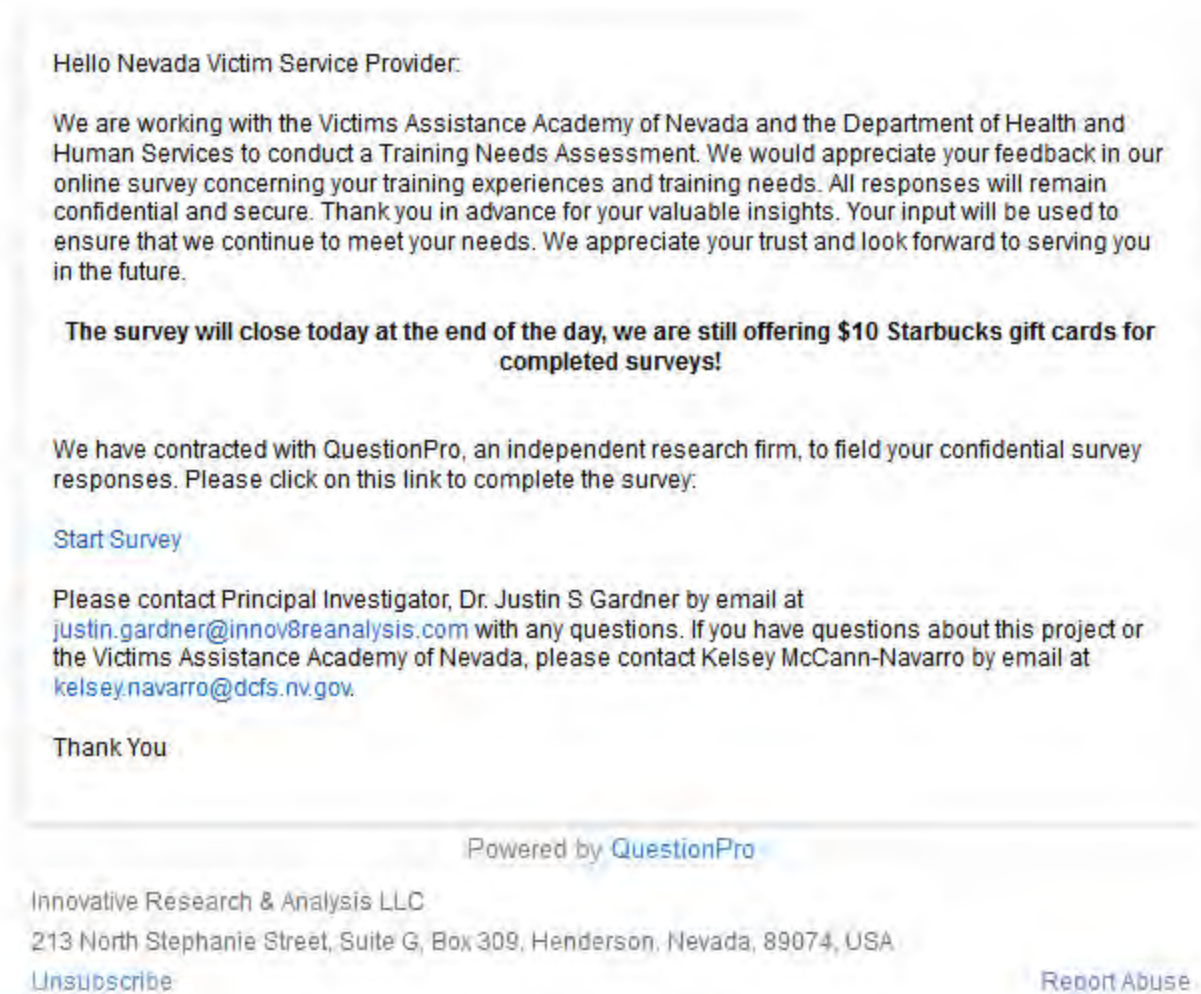 Hello Nevada Victim Service Provider:
We are working with the Victims Assistance Academy of Nevada and the Department of Health and
Human Services to conduct a Training Needs Assessment. We would appreciate your feedback in our
online survey concerning your training experiences and training needs. All responses will remain
confidential and secure. Thank you in advance for your valuable insights. Your input will be used to
ensure that we continue to meet your needs. We appreciate your trust and look forward to serving you
in the future.
The survey will close today at the end of the day, we are still offering $10 Starbucks gift cards for
completed surveys!
We have contracted with QuestionPro, an independent research firm, to field your confidential survey
responses. Please click on this link to complete the survey:
Start Survey
Please contact Principal Investigator, Dr. Justin S Gardner by email at
justin.gardner@innov8reanalysis.com with any questions. If you have questions about this project or
the Victims Assistance Academy of Nevada, please contact Kelsey McCann-Navarro by email at
kelsey.navarro@dcfs.nv.gov.
Thank You
Powered by QuestionPro
Innovative Research & Analysis LLC
213 North Stephanie Street, Suite G, Box 309, Henderson, Nevada, 89074, USA
Unsubscribe Report Abuse